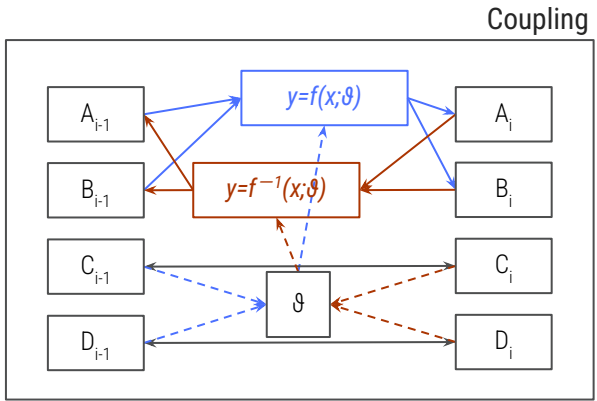 Coupling
y=f(x;ϑ)
A_{i-1}
A_i
y=f^{-1}(x;ϑ)
B_{i-1}
B_i
C_{i-1}
C_i
ϑ
D_{i-1}
D_i